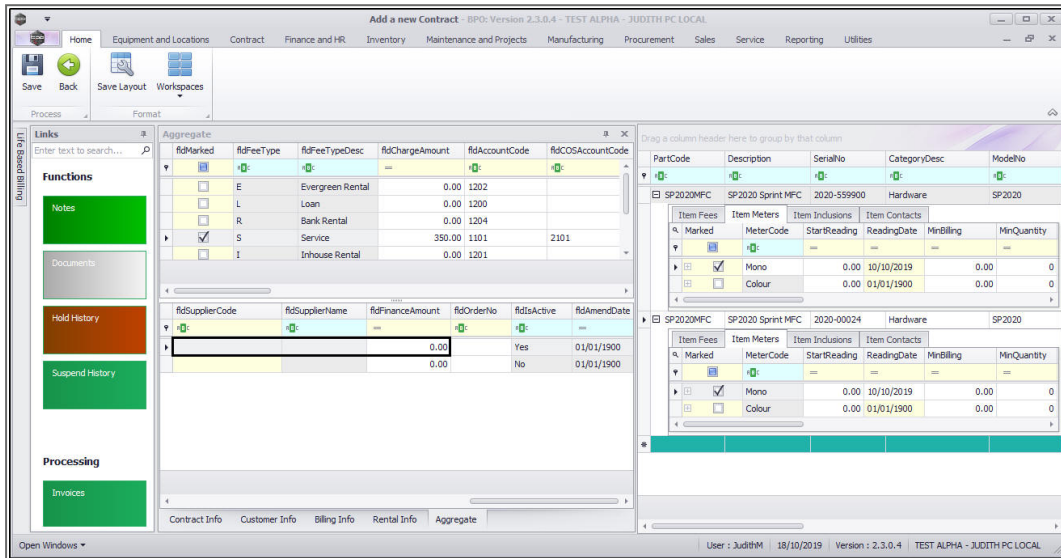 Add a new Contract - BPO: Version 2.3.0.4 - TEST ALPHA - JUDITH PC LOCAL
Home Equipment and Locations Contract Finance and HR Inventory Maintenance and Projects Manufacturing Procurement Sales Service Reporting Utilities
Save Back Save Layout Workspaces
Process Format
Life Based Billing
Links
Enter text to search...
Functions
Notes
Documents
Hold History
Suspend History
Processing
Invoices
Aggregate
fldMarked fldFeeType fldFeeTypeDesc fldChargeAmount fldAccountCode fldCOSAccountCode
E Evergreen Rental 0.00 1202
L Loan 0.00 1200
R Bank Rental 0.00 1204
S Service 350.00 1101 2101
I Inhouse Rental 0.00 1201
fldSupplierCode fldSupplierName fldFinanceAmount fldOrderNo fldIsActive fldAmendDate
0.00 Yes 01/01/1900
0.00 No 01/01/1900
Contract Info Customer Info Billing Info Rental Info Aggregate
Drag a column header here to group by that column
PartCode Description SerialNo CategoryDesc ModelNo
SP2020MFC SP2020 Sprint MFC 2020-559900 Hardware SP2020
Item Fees Item Meters Item Inclusions Item Contacts
Marked MeterCode StartReading ReadingDate MinBilling MinQuantity
Mono 0.00 10/10/2019 0.00 0
Colour 0.00 01/01/1900 0.00 0
SP2020MFC SP2020 Sprint MFC 2020-00024 Hardware SP2020
Item Fees Item Meters Item Inclusions Item Contacts
Marked MeterCode StartReading ReadingDate MinBilling MinQuantity
Mono 0.00 10/10/2019 0.00 0
Colour 0.00 01/01/1900 0.00 0
Open Windows User : JudithM 18/10/2019 Version : 2.3.0.4 TEST ALPHA - JUDITH PC LOCAL